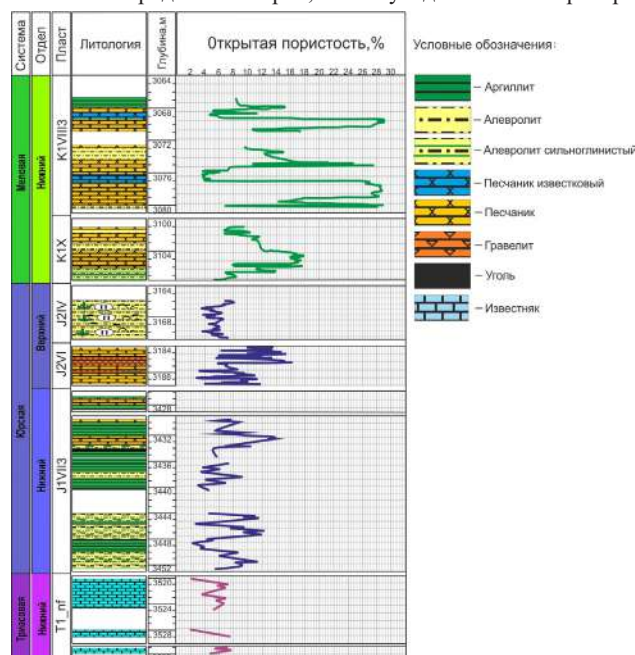 Система
Отдел
Пласт
Литология
Глубина,м
Открытая пористость,%
2 4 6 8 10 12 14 16 18 20 22 24 26 28 30
Меловая
Нижний
K1VIII3
3064
3068
3072
3076
3080
K1X
3100
3104
Юрская
Верхний
J2IV
3164
3168
J2VI
3184
3188
Нижний
J1VII3
3428
3432
3436
3440
3444
3448
3452
Триасовая
Нижний
T1_nf
3520
3524
3528
Условные обозначения:
– Аргиллит
– Алевролит
– Алевролит сильноглинистый
– Песчаник известковый
– Песчаник
– Гравелит
– Уголь
– Известняк